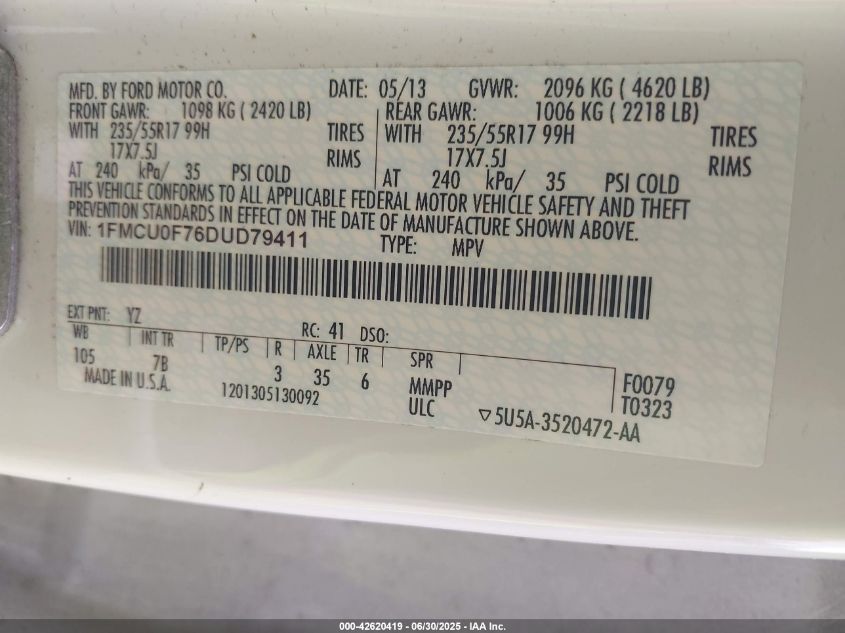 MFD. BY FORD MOTOR CO. DATE: 05/13 GVWR: 2096 KG ( 4620 LB)
FRONT GAWR: 1098 KG ( 2420 LB) REAR GAWR: 1006 KG ( 2218 LB)
WITH 235/55R17 99H TIRES WITH 235/55R17 99H TIRES
17X7.5J RIMS 17X7.5J RIMS
AT 240 kPa/ 35 PSI COLD AT 240 kPa/ 35 PSI COLD
THIS VEHICLE CONFORMS TO ALL APPLICABLE FEDERAL MOTOR VEHICLE SAFETY AND THEFT
PREVENTION STANDARDS IN EFFECT ON THE DATE OF MANUFACTURE SHOWN ABOVE.
VIN: 1FMCU0F76DUD79411 TYPE: MPV
EXT PNT: YZ RC: 41 DSO:
WB INT TR TP/PS R AXLE TR SPR
105 7B 3 35 6 MMPP F0079
MADE IN U.S.A. 1201305130092 ULC T0323
▽5U5A-3520472-AA
000-42620419 - 06/30/2025 - IAA Inc.